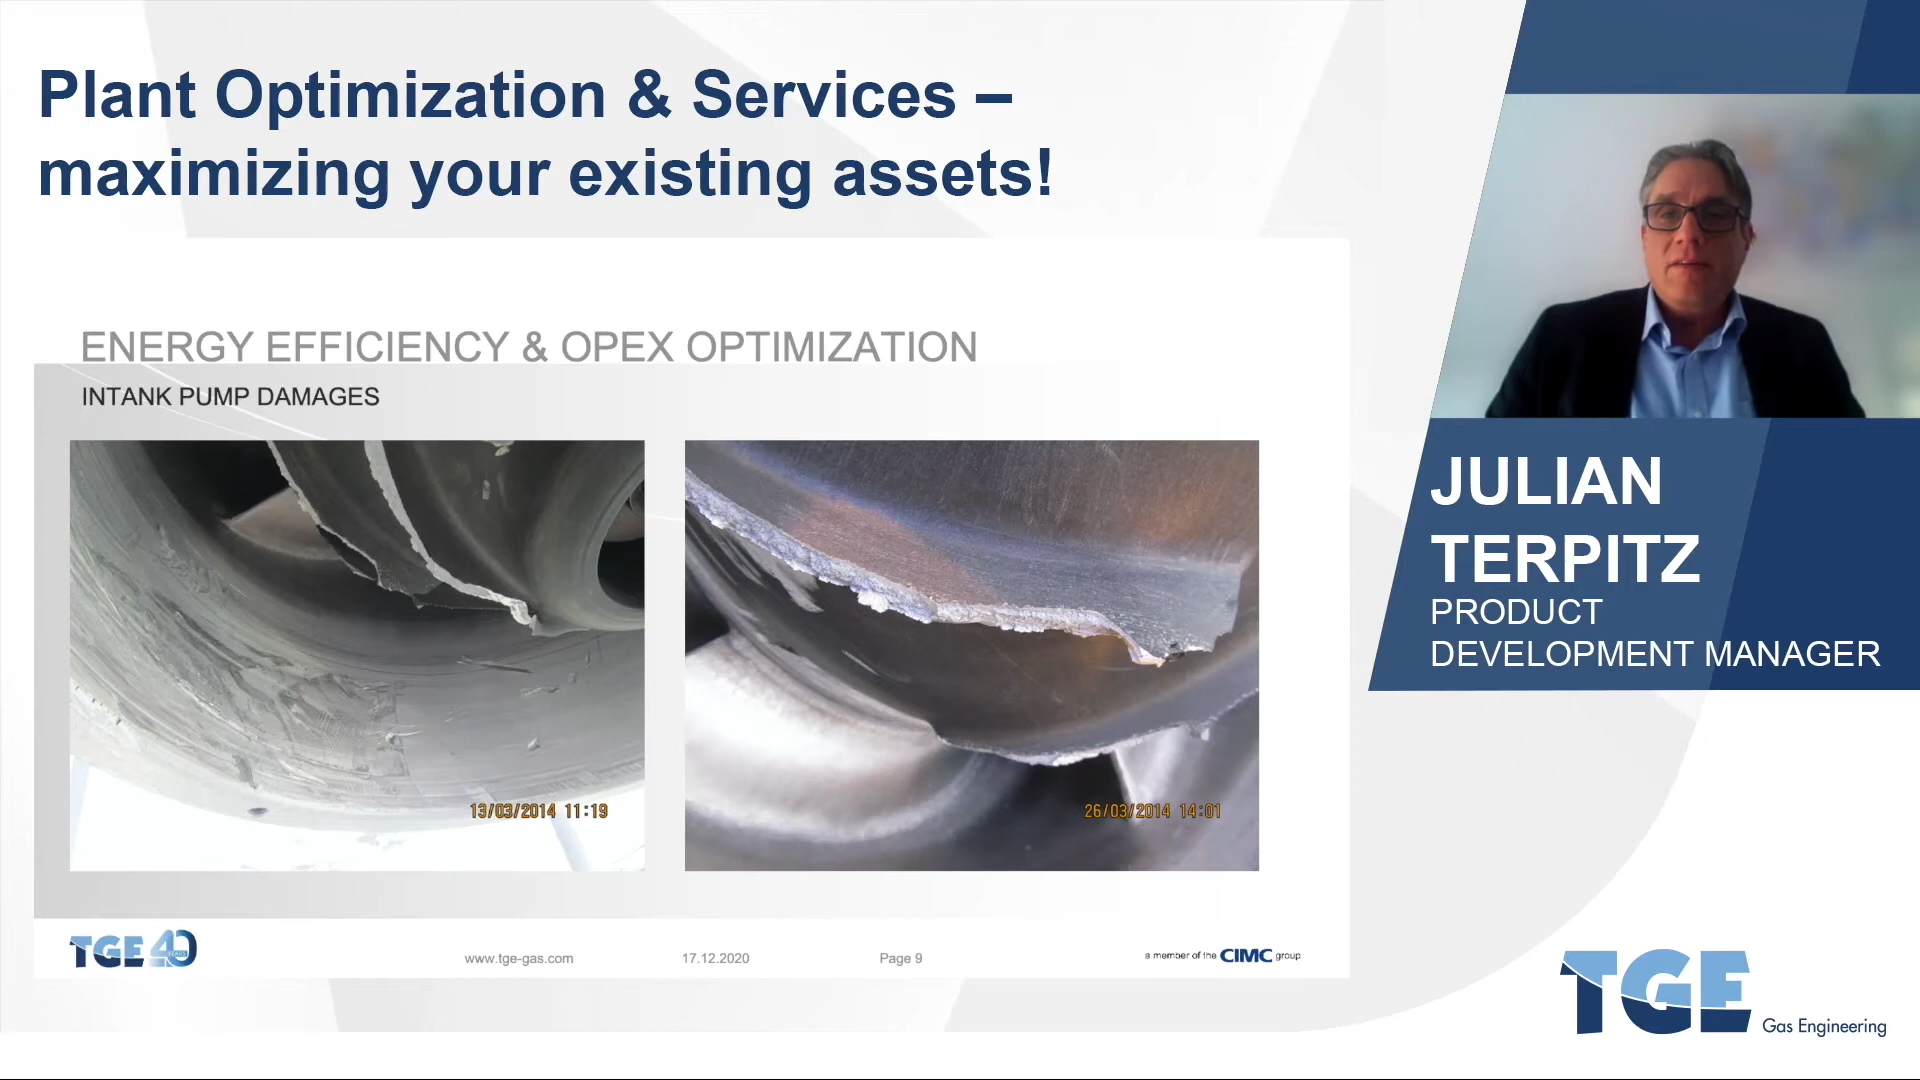 Plant Optimization & Services –
maximizing your existing assets!
ENERGY EFFICIENCY & OPEX OPTIMIZATION
INTANK PUMP DAMAGES
13/03/2014 11:19
26/03/2014 14:01
TGE 40 YEARS
www.tge-gas.com
17.12.2020
Page 9
a member of the CIMC group
JULIAN
TERPITZ
PRODUCT
DEVELOPMENT MANAGER
TGE Gas Engineering